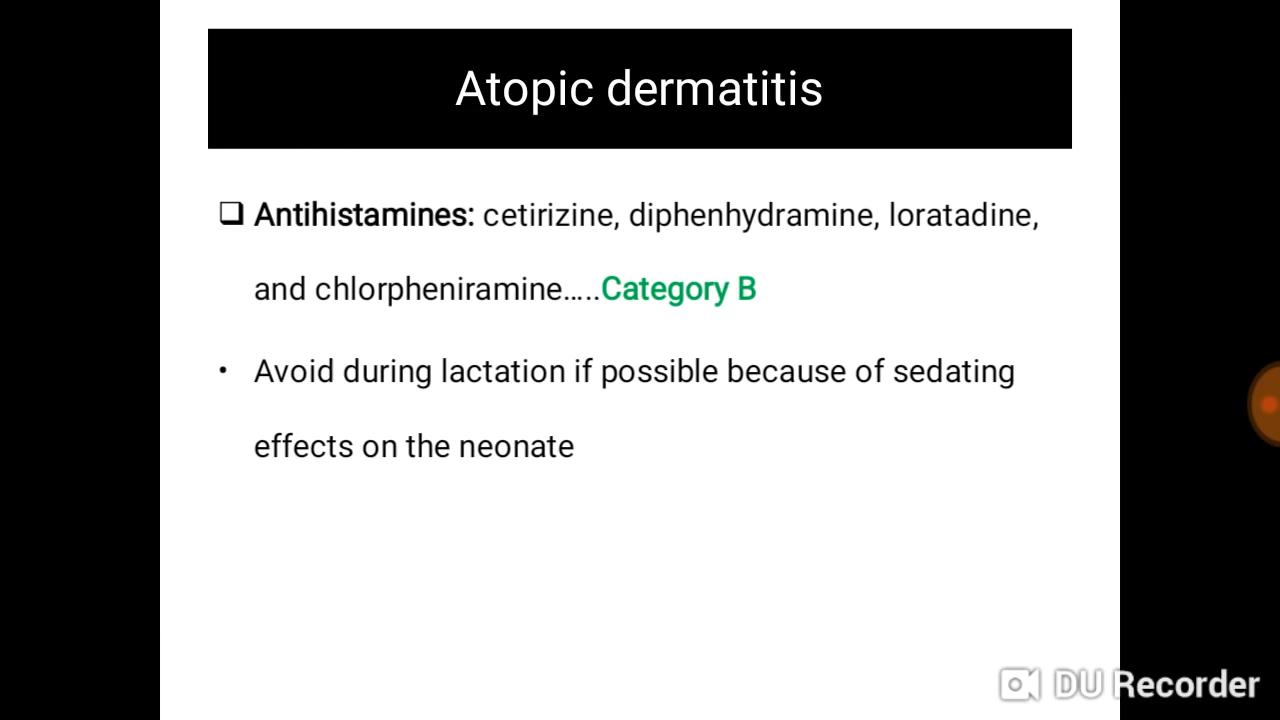 Atopic dermatitis
❑ Antihistamines: cetirizine, diphenhydramine, loratadine,
and chlorpheniramine.....Category B
• Avoid during lactation if possible because of sedating
effects on the neonate
DU Recorder